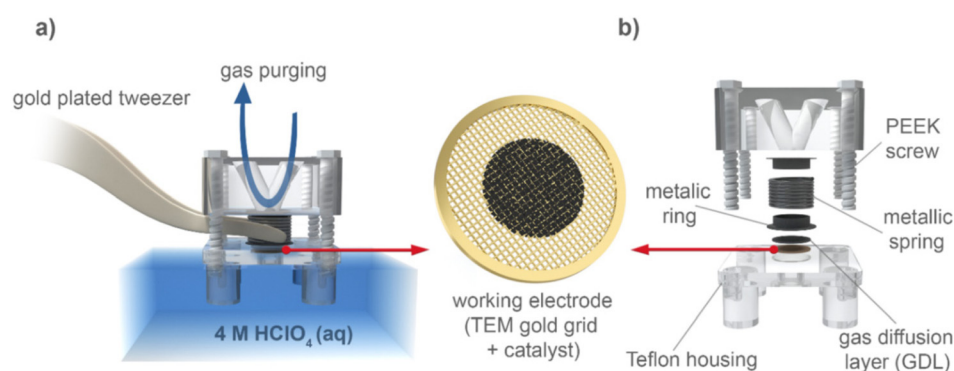 a)
gas purging
gold plated tweezer
4 M HClO₄ (aq)
working electrode
(TEM gold grid
+ catalyst)
b)
PEEK
screw
metalic
ring
metallic
spring
Teflon housing
gas diffusion
layer (GDL)